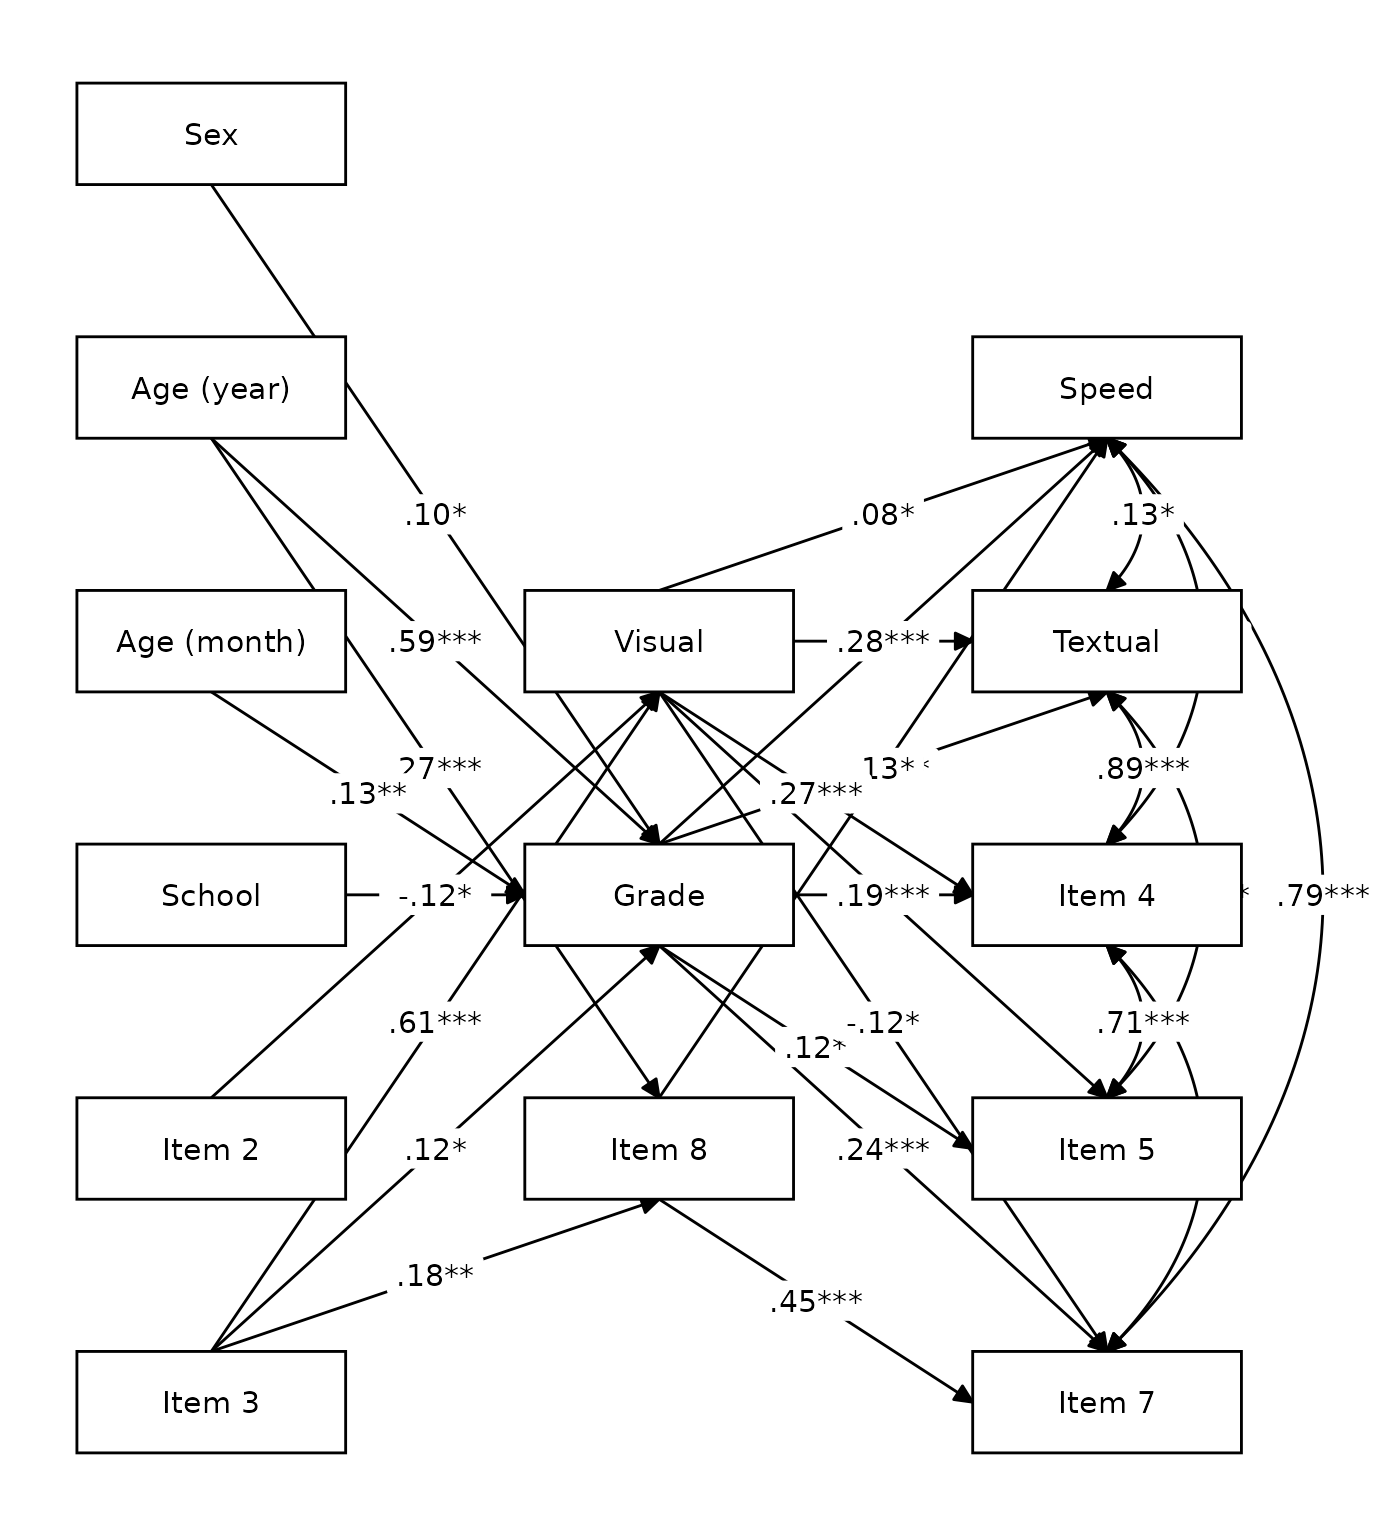 Sex
Age (year)
Speed
.10*
.08*
.13*
Age (month)
.59***
Visual
.28***
Textual
27***
13*
.89***
.13**
.27***
School
-.12*
Grade
.19***
Item 4
*
.79***
.61***
-.12*
.71***
.12*
Item 2
.12*
Item 8
.24***
Item 5
.18**
.45***
Item 3
Item 7